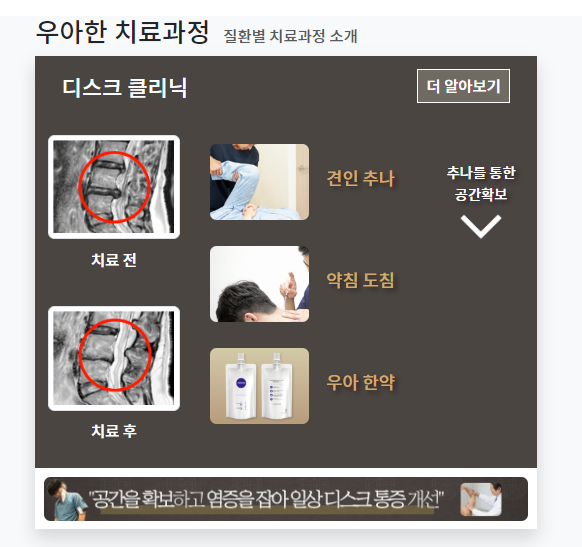 우아한 치료과정 질환별 치료과정 소개
디스크 클리닉 더 알아보기
치료 전
치료 후
견인 추나
약침 도침
우아 한약
추나를 통한
공간확보
"공간을 확보하고 염증을 잡아 일상 디스크 통증 개선"